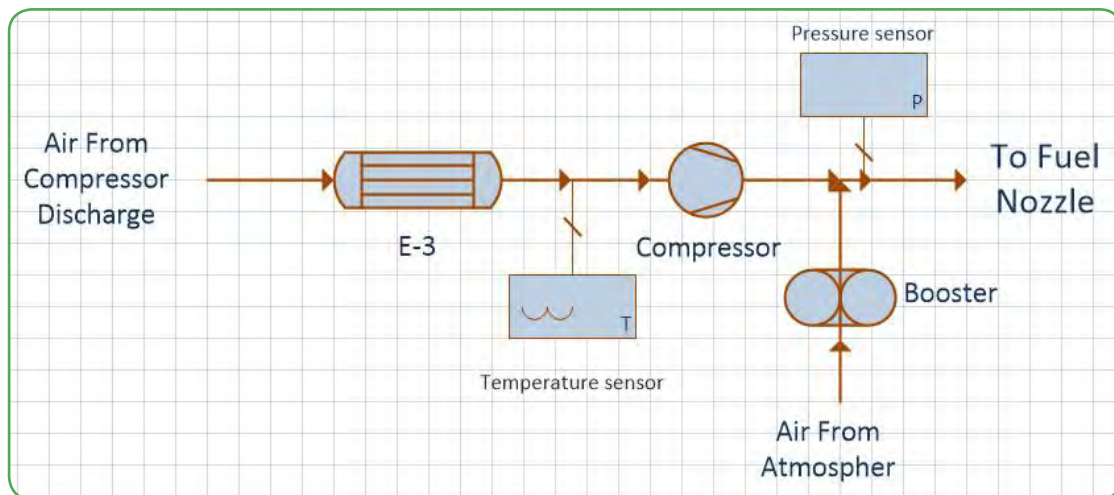 Pressure sensor
P
Air From
Compressor
Discharge
To Fuel
Nozzle
E-3
Compressor
Booster
T
Temperature sensor
Air From
Atmospher